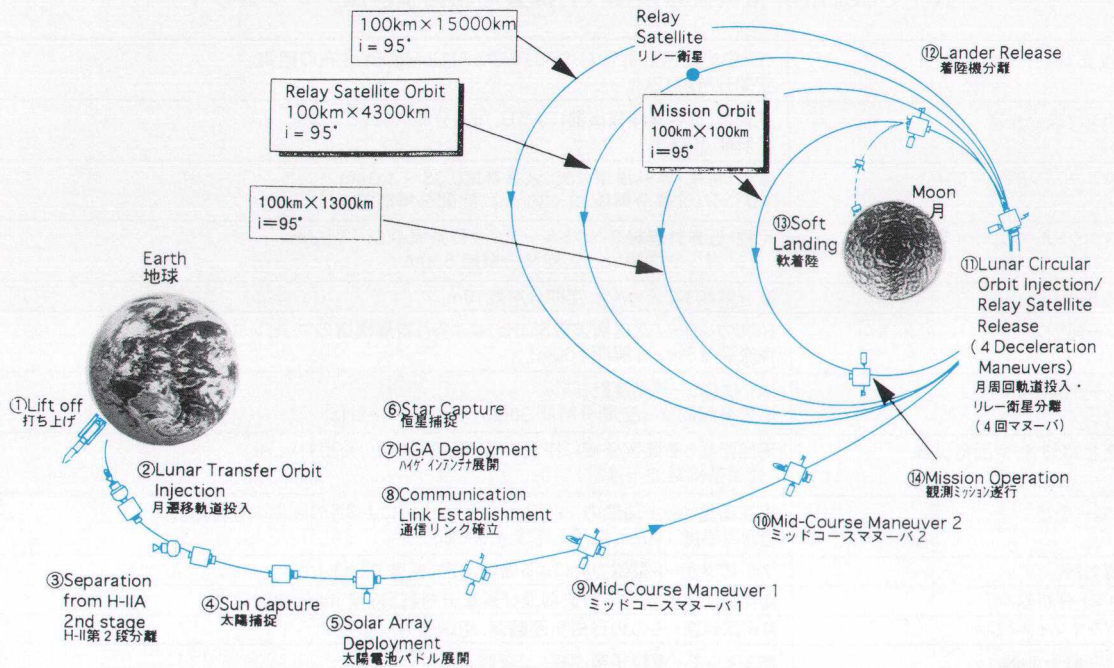 100km×15000km
i = 95°
Relay Satellite Orbit
100km×4300km
i = 95°
100km×1300km
i=95°
Relay
Satellite
リレー衛星
Mission Orbit
100km×100km
i=95°
⑫Lander Release
着陸機分離
Moon
月
⑬Soft
Landing
軟着陸
⑪Lunar Circular
Orbit Injection/
Relay Satellite
Release
(4 Deceleration
Maneuvers)
月周回軌道投入・
リレー衛星分離
(4回マヌーバ)
Earth
地球
①Lift off
打ち上げ
②Lunar Transfer Orbit
Injection
月遷移軌道投入
③Separation
from H-IIA
2nd stage
H-II第2段分離
④Sun Capture
太陽捕捉
⑤Solar Array
Deployment
太陽電池パドル展開
⑥Star Capture
恒星捕捉
⑦HGA Deployment
ハイゲインアンテナ展開
⑧Communication
Link Establishment
通信リンク確立
⑨Mid-Course Maneuver 1
ミッドコースマヌーバ 1
⑩Mid-Course Maneuver 2
ミッドコースマヌーバ 2
⑭Mission Operation
観測ミッション遂行